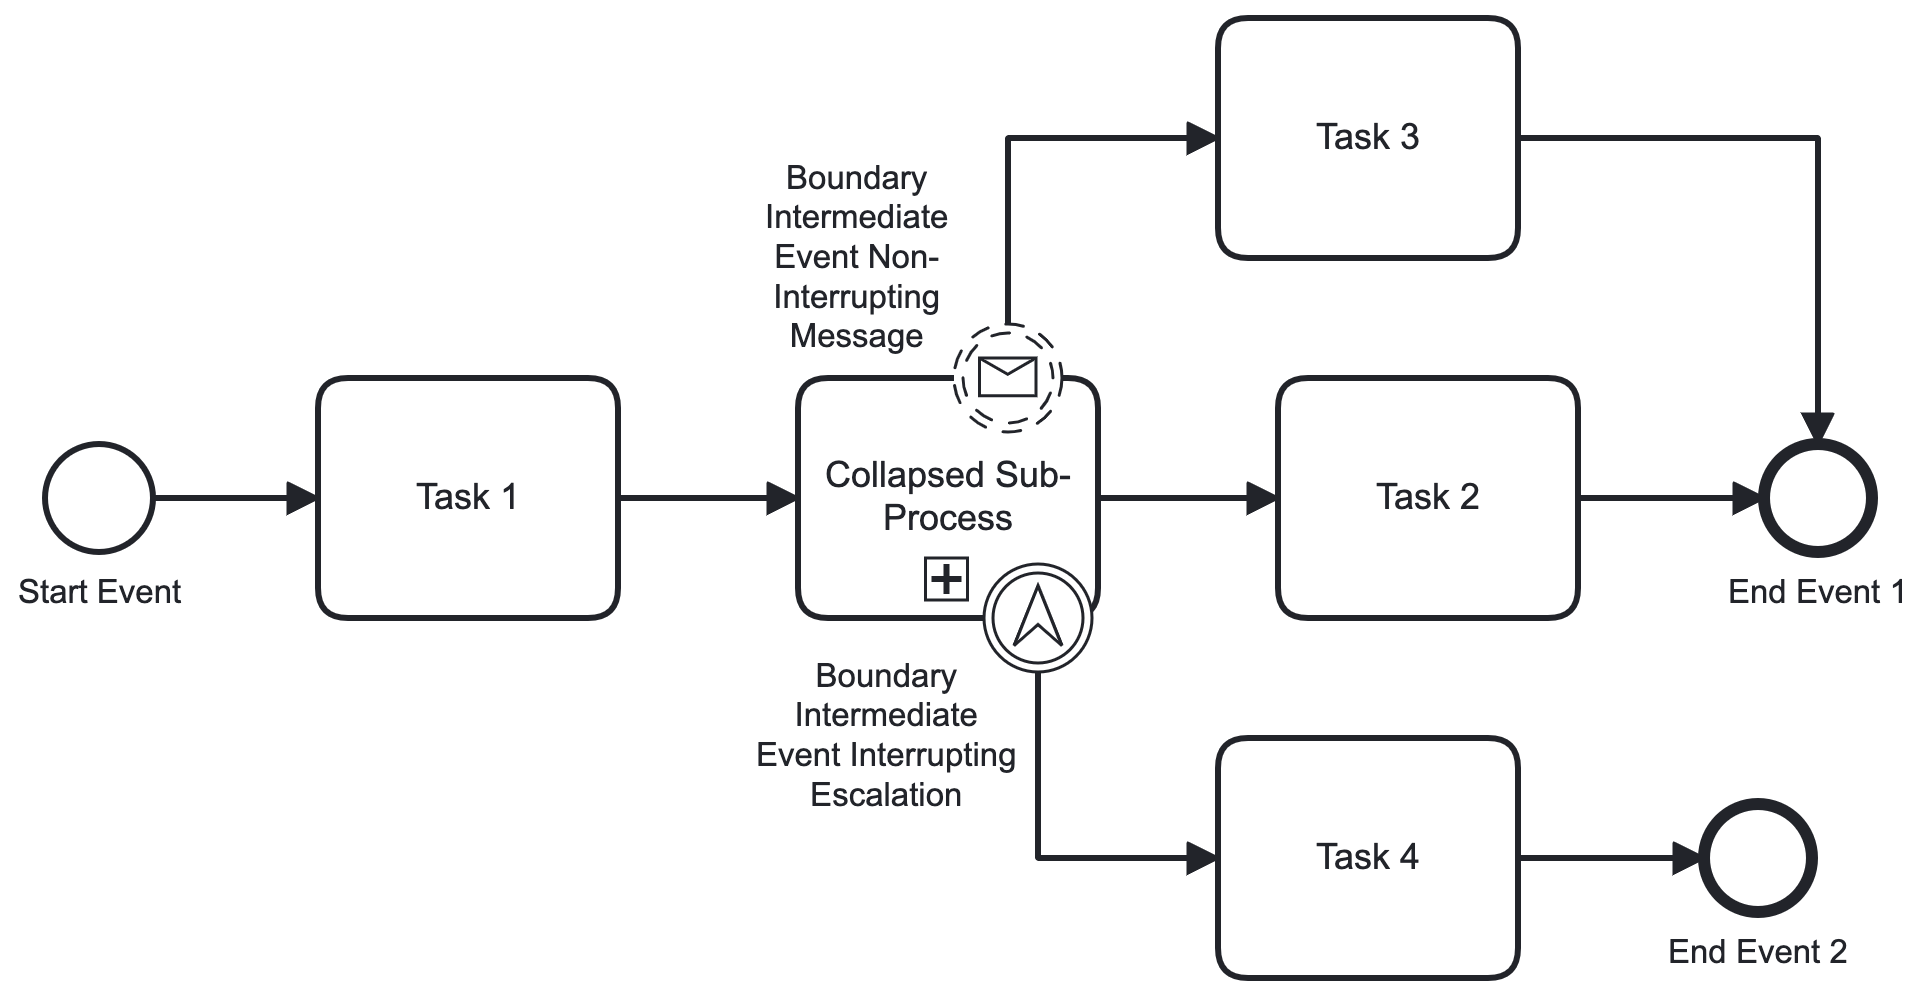 Task 3
Boundary
Intermediate
Event Non-
Interrupting
Message
Start Event
Task 1
Collapsed Sub-
Process
Task 2
End Event 1
Boundary
Intermediate
Event Interrupting
Escalation
Task 4
End Event 2